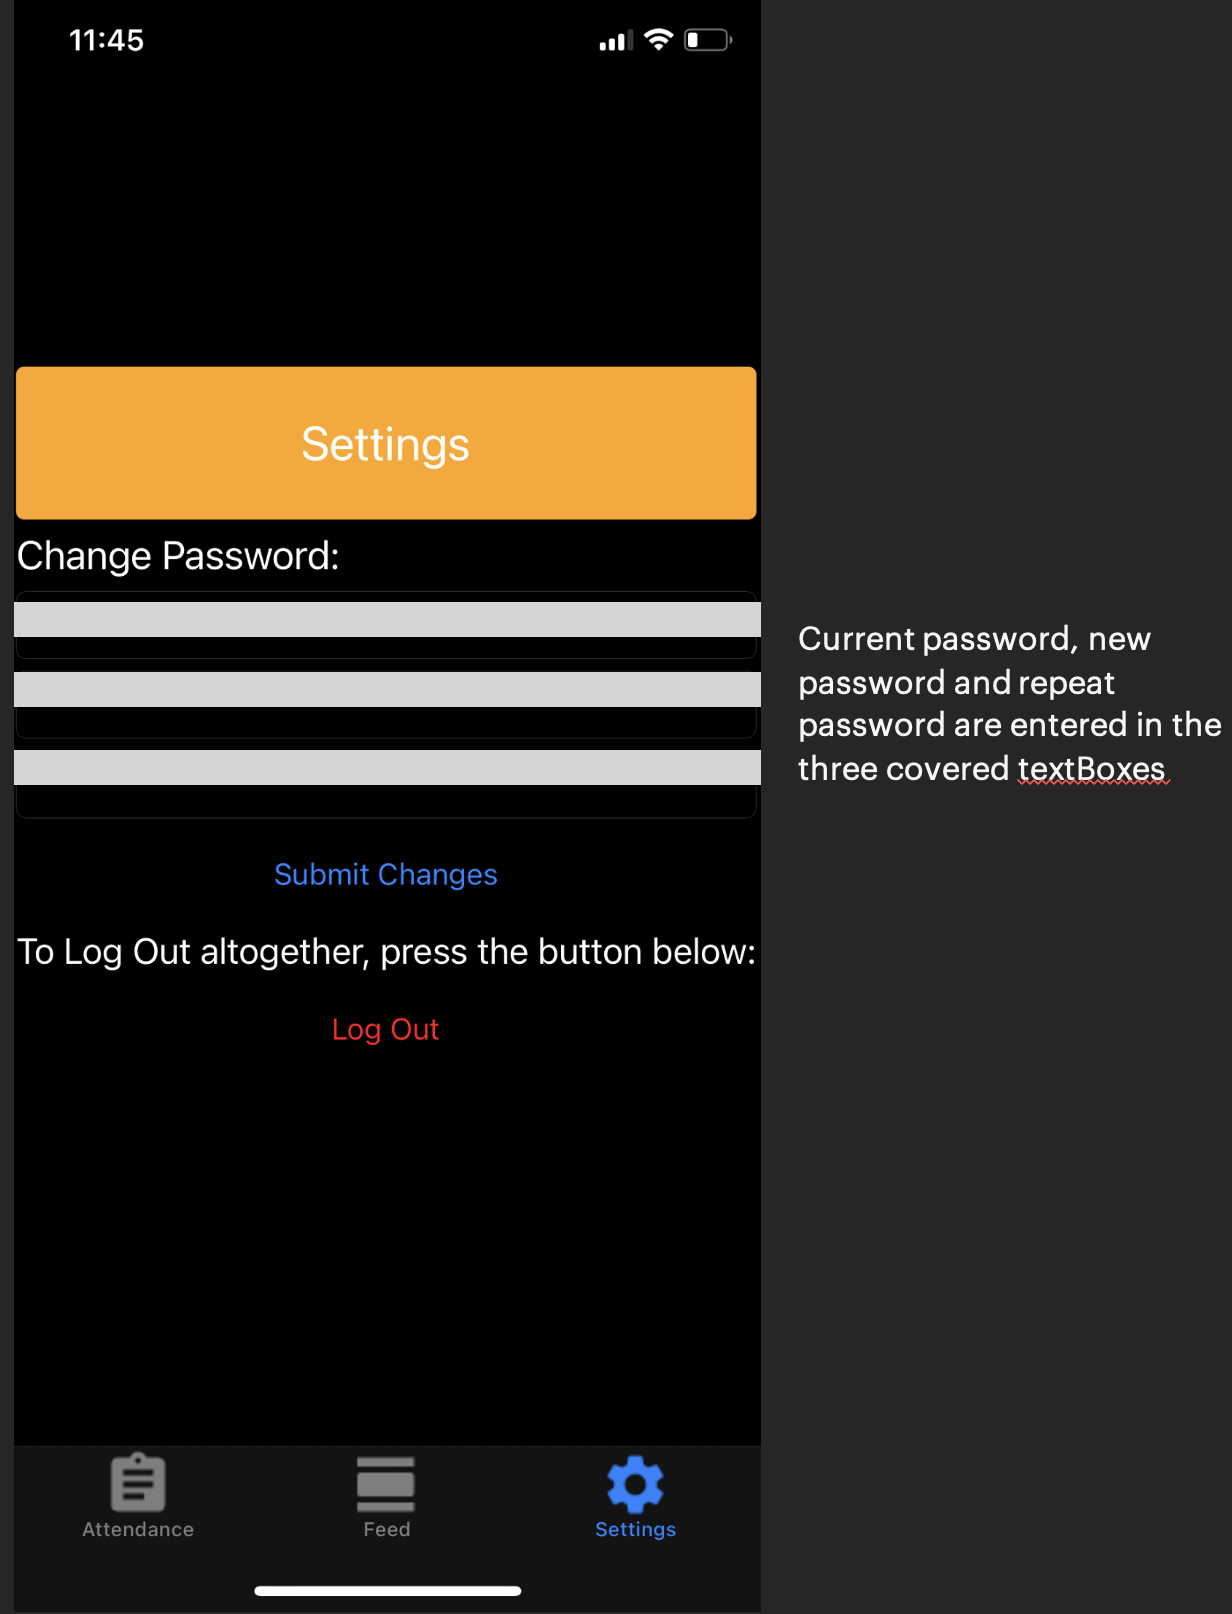 11:45
Settings
Change Password:
Current password, new
password and repeat
password are entered in the
three covered textBoxes
Submit Changes
To Log Out altogether, press the button below:
Log Out
Attendance
Feed
Settings